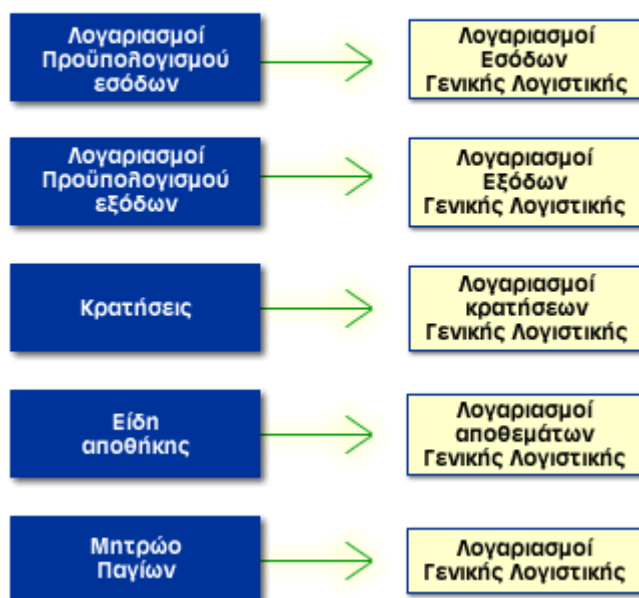 Λογαριασμοί
Προϋπολογισμού
εσόδων
Λογαριασμοί
Εσόδων
Γενικής Λογιστικής
Λογαριασμοί
Προϋπολογισμού
εξόδων
Λογαριασμοί
Εξόδων
Γενικής Λογιστικής
Κρατήσεις
Λογαριασμοί
κρατήσεων
Γενικής Λογιστικής
Είδη
αποθήκης
Λογαριασμοί
αποθεμάτων
Γενικής Λογιστικής
Μητρώο
Παγίων
Λογαριασμοί
Γενικής Λογιστικής